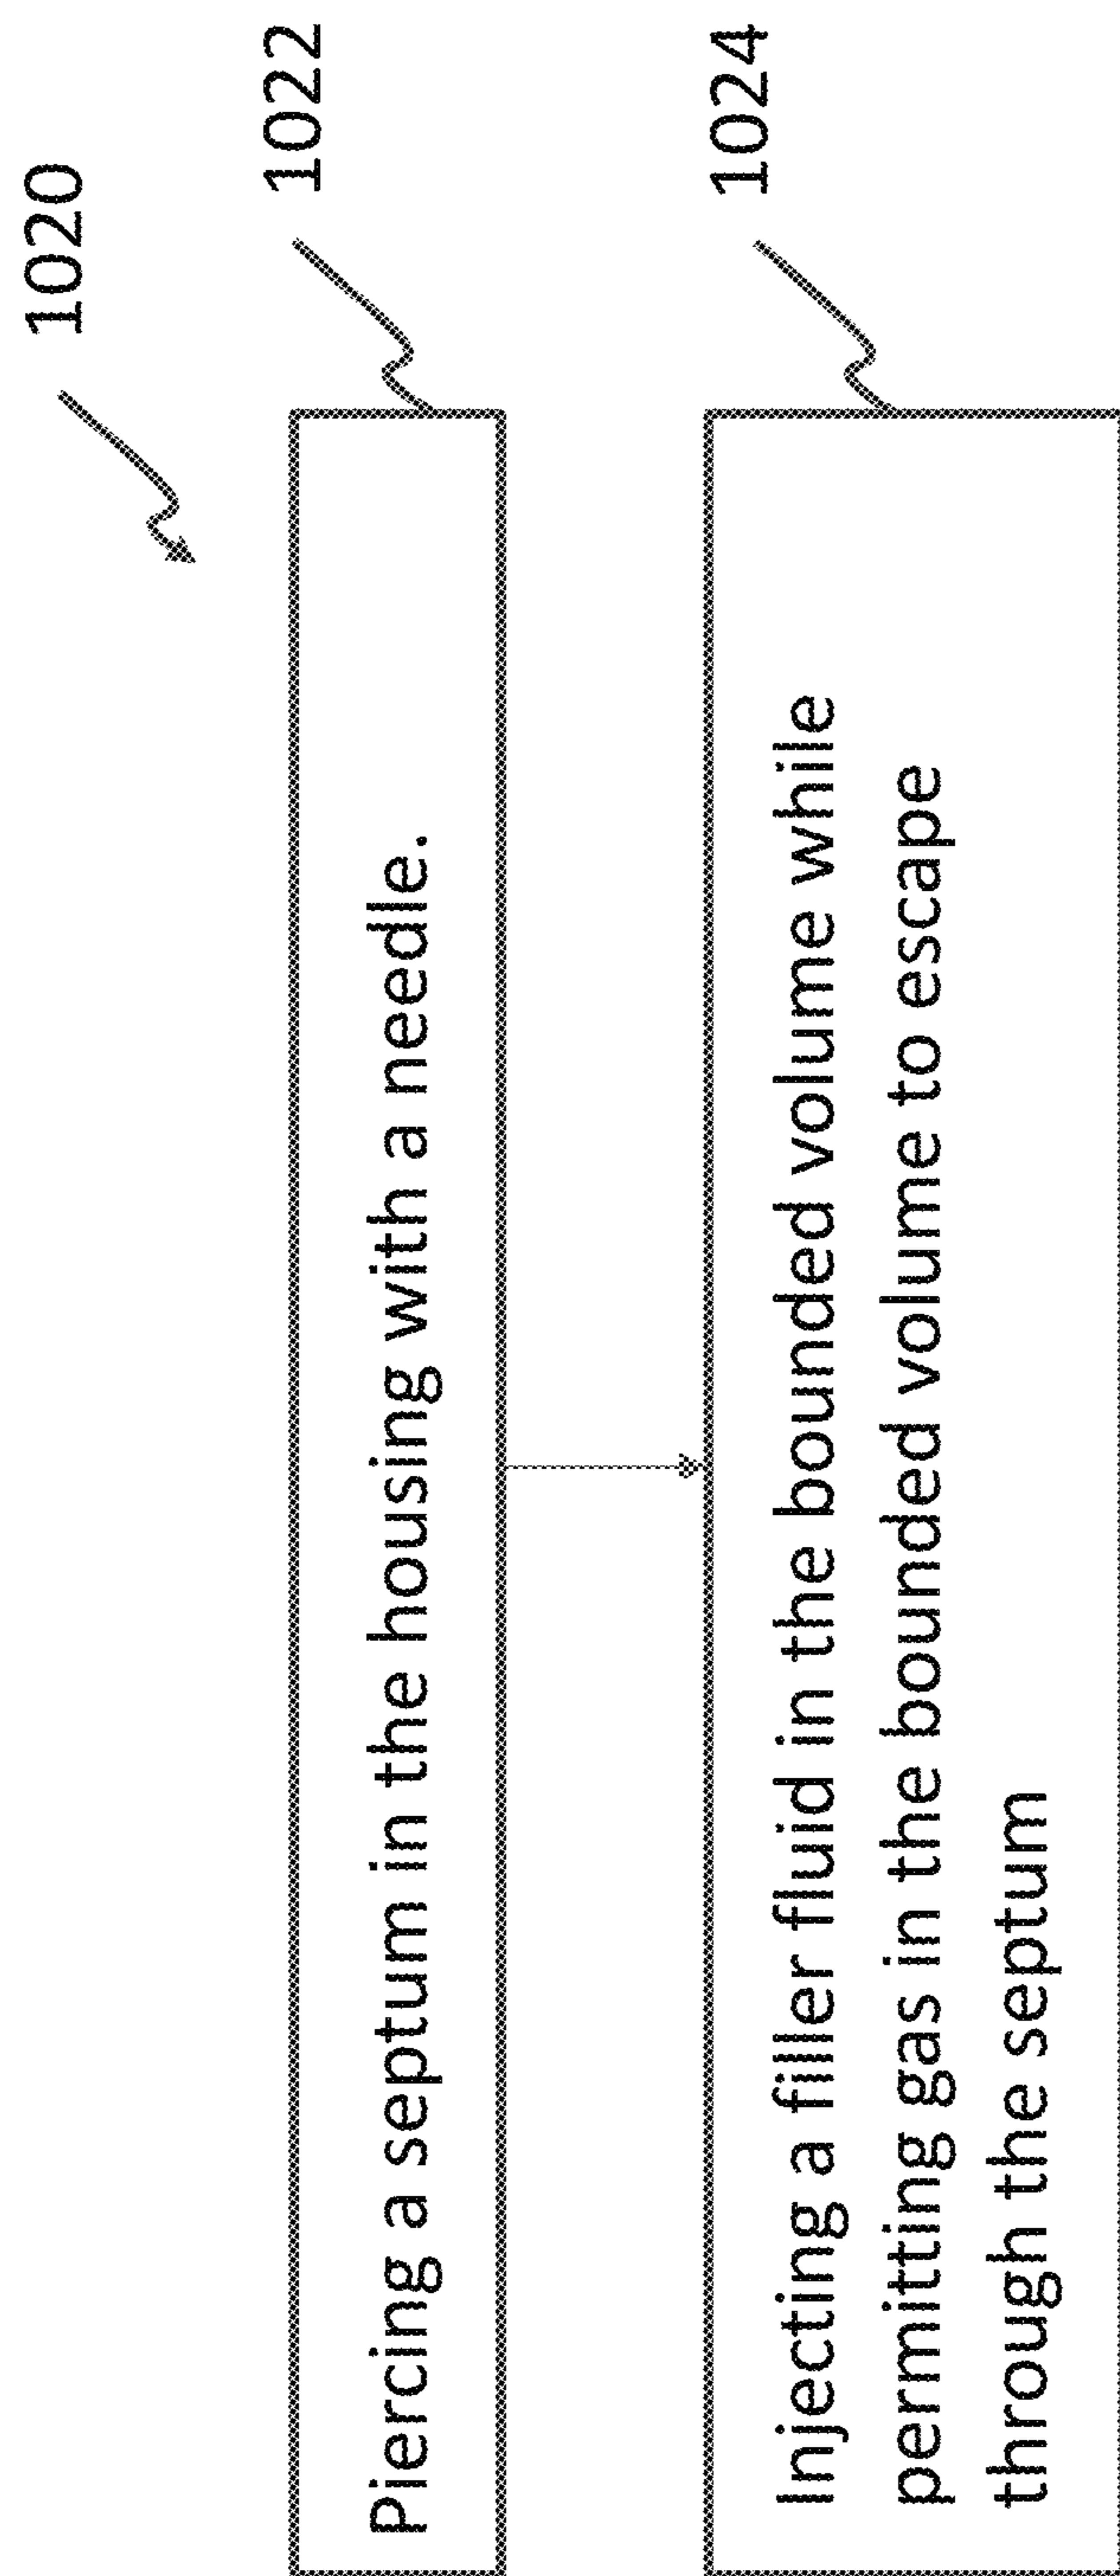 1020
1022
Piercing a septum in the housing with a needle.
1024
Injecting a filler fluid in the bounded volume while
permitting gas in the bounded volume to escape
through the septum